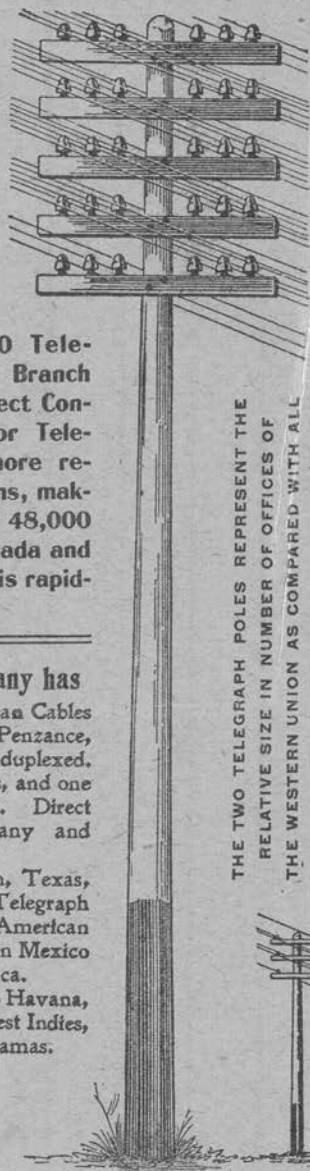 0 Tele-
Branch
ect Con-
or Tele-
nore re-
ns, mak-
48,000
ada and
is rapid-
any has
an Cables
Penzance,
duplexed.
s, and one
. Direct
any and
n, Texas,
Telegraph
American
n Mexico
ca.
Havana,
est Indies,
amas.
THE TWO TELEGRAPH POLES REPRESENT THE
RELATIVE SIZE IN NUMBER OF OFFICES OF
THE WESTERN UNION AS COMPARED WITH ALL